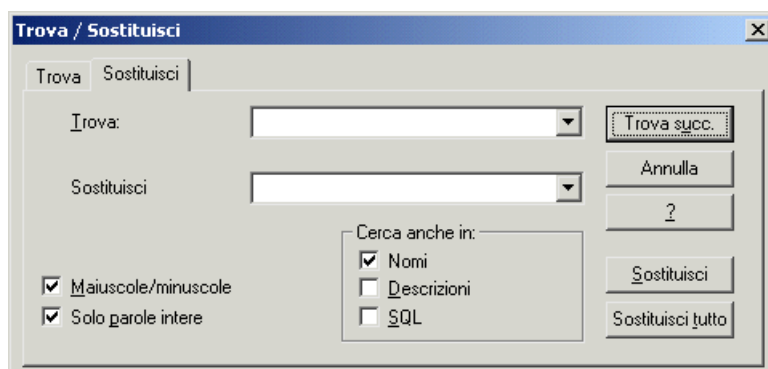 Trova / Sostituisci
Trova Sostituisci
Trova: Trova succ.
Annulla
Sostituisci
?
Cerca anche in:
Nomi
Sostituisci
Maiuscole/minuscole Descrizioni
Solo parole intere SQL Sostituisci tutto